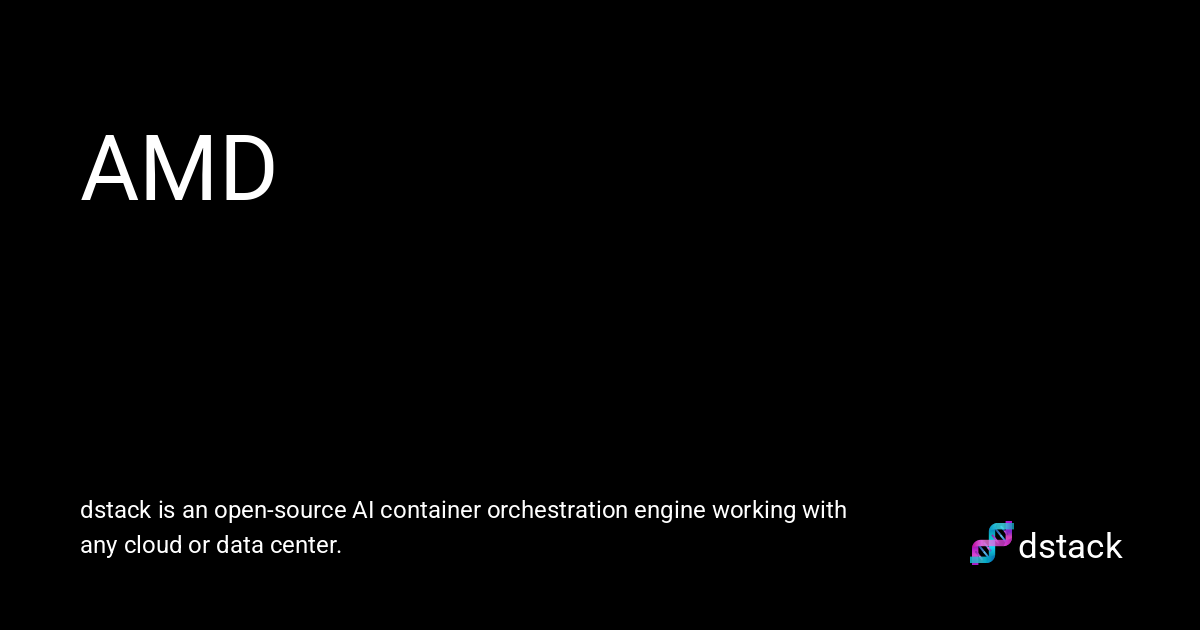 AMD
dstack is an open-source AI container orchestration engine working with
any cloud or data center.
dstack